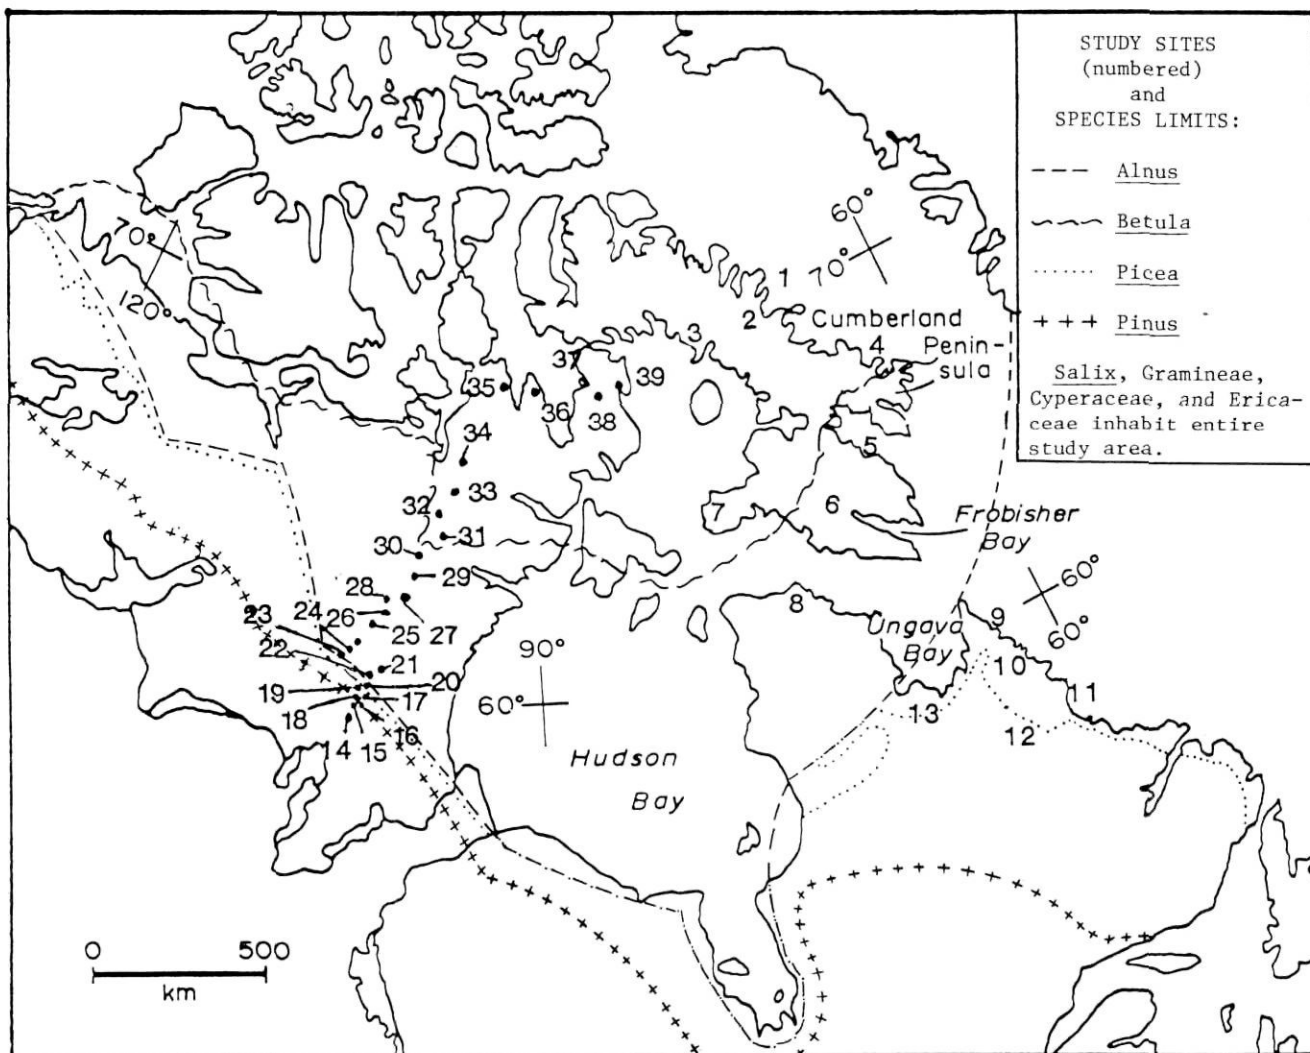 STUDY SITES
(numbered)
and
SPECIES LIMITS:
--- Alnus
Betula
Picea
+++ Pinus
Salix, Gramineae,
Cyperaceae, and Erica-
ceae inhabit entire
study area.
70°
120°
60°
70°
1
2
3
4
Cumberland
Penin-
sula
5
6
7
Frobisher
Bay
8
Ungava
Bay
9
60°
60°
10
11
12
13
35
36
37
38
39
34
33
32
31
30
29
28
27
26
25
24
23
22
21
20
19
18
17
16
15
14
90°
60°
Hudson
Bay
0 500
km